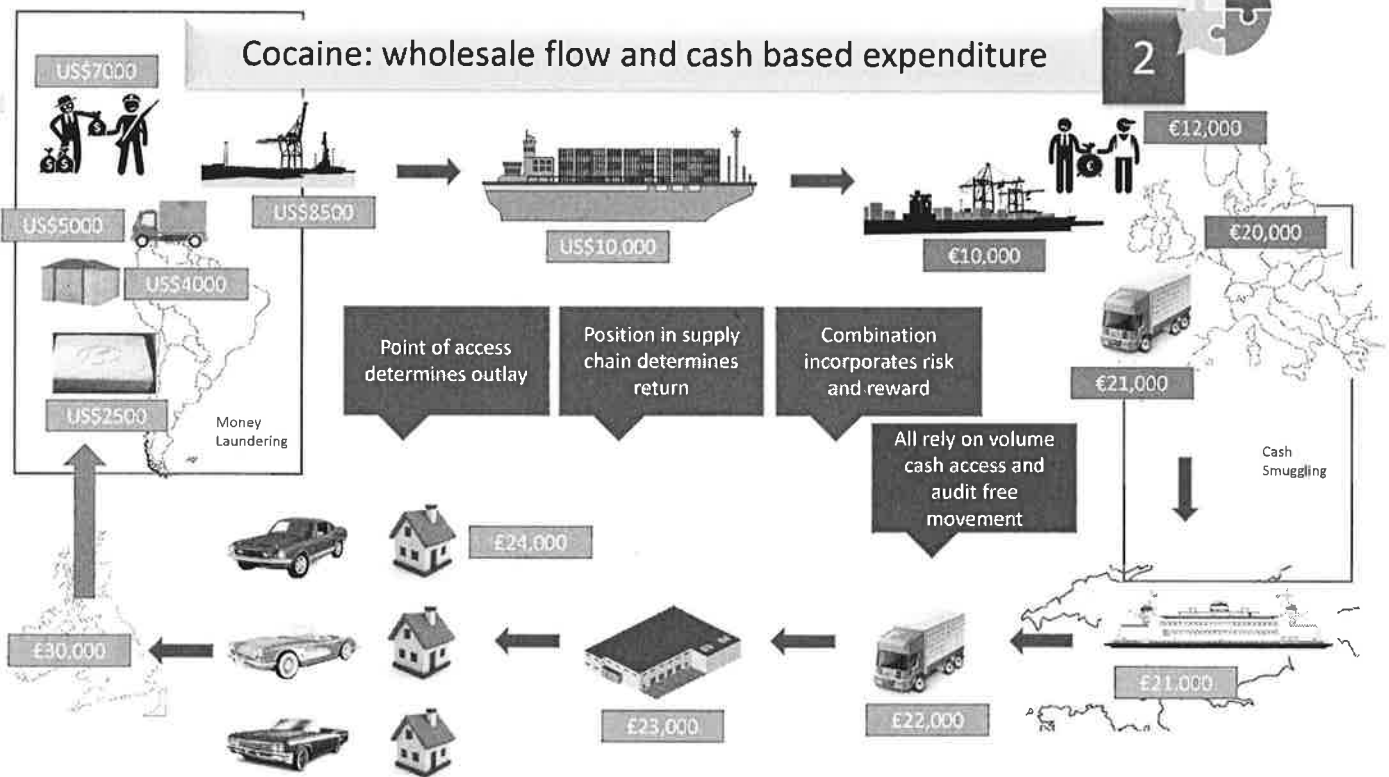 Cocaine: wholesale flow and cash based expenditure
2
US$7000
US$5000
US$8500
US$4000
US$2500
Money
Laundering
US$10,000
€10,000
€12,000
€20,000
€21,000
Point of access
determines outlay
Position in supply
chain determines
return
Combination
incorporates risk
and reward
All rely on volume
cash access and
audit free
movement
Cash
Smuggling
£24,000
£30,000
£23,000
£22,000
£21,000